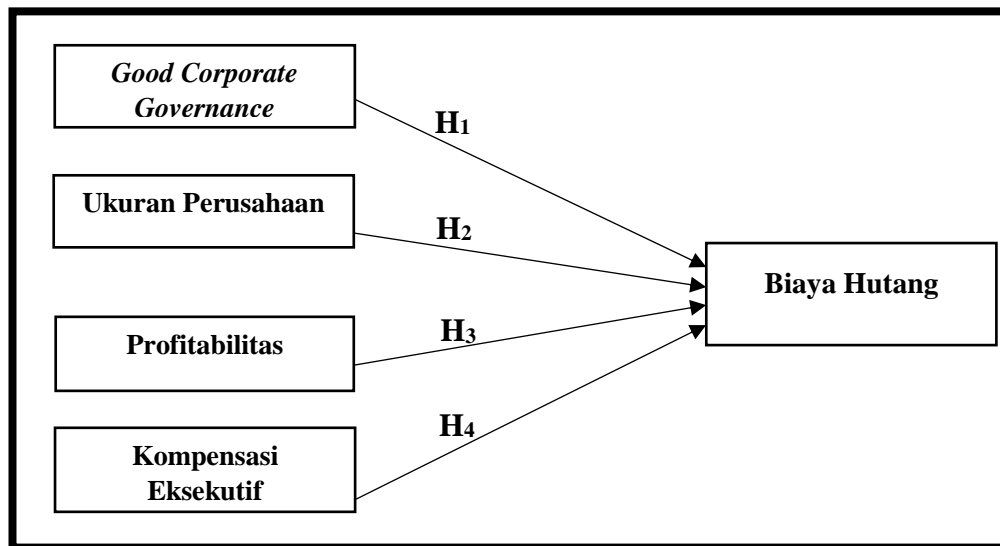 Good Corporate
Governance
H1
Ukuran Perusahaan
H2
Biaya Hutang
Profitabilitas
H3
Kompensasi
Eksekutif
H4